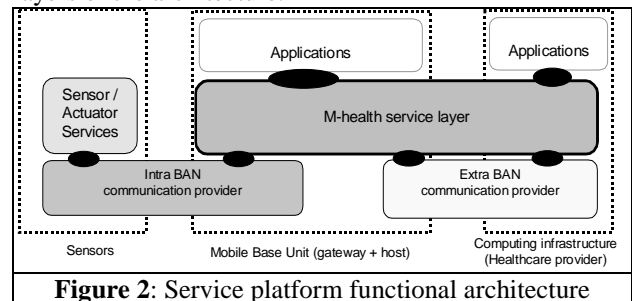 Applications
Applications
Sensor /
Actuator
Services
M-health service layer
Intra BAN
communication provider
Extra BAN
communication provider
Sensors
Mobile Base Unit (gateway + host)
Computing infrastructure
(Healthcare provider)
Figure 2: Service platform functional architecture